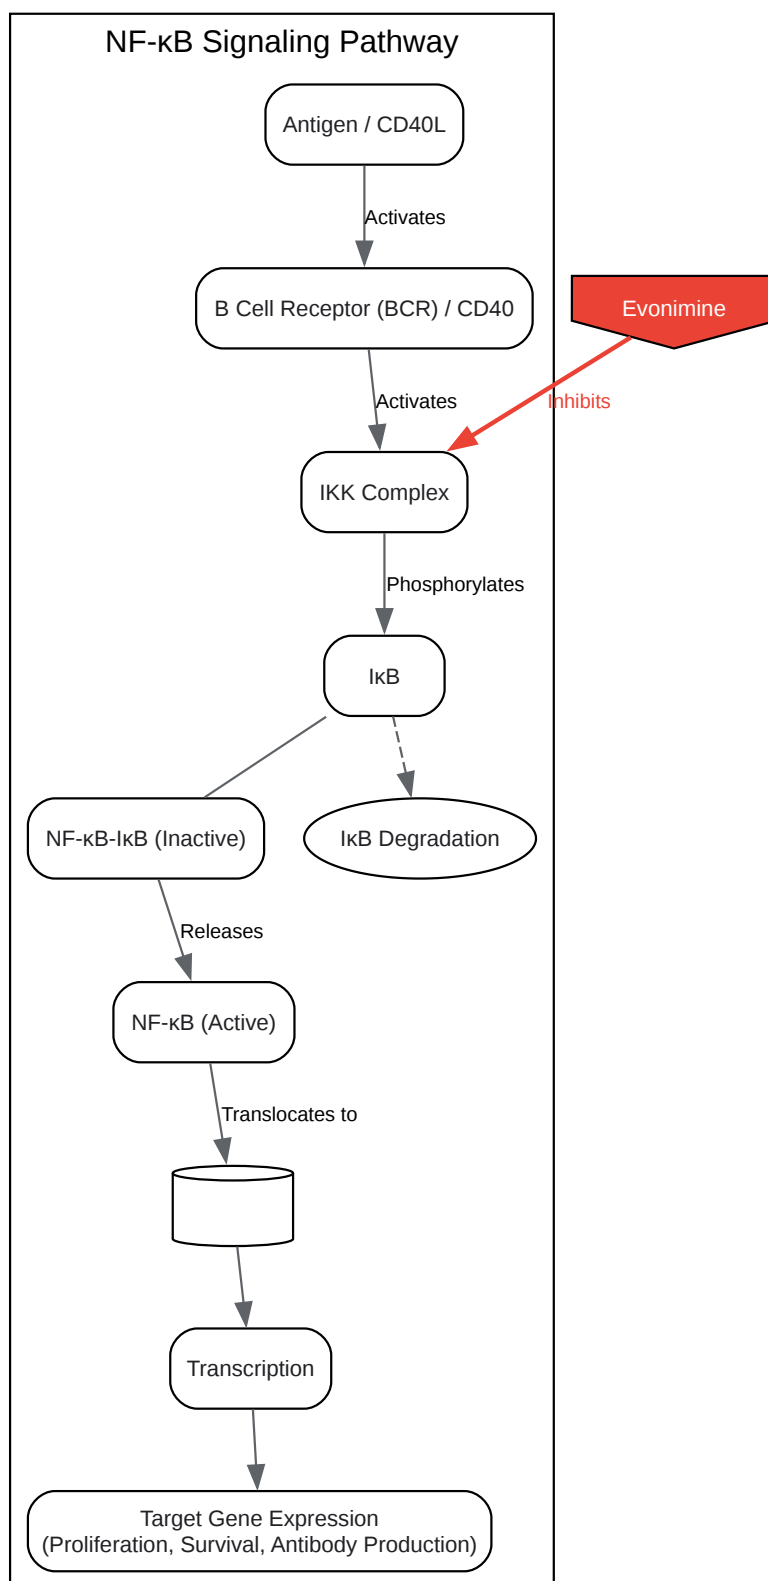 NF-κB Signaling Pathway
Antigen / CD40L
Activates
B Cell Receptor (BCR) / CD40
Evonimine
Activates
Inhibits
IKK Complex
Phosphorylates
IκB
NF-κB-IκB (Inactive)
IκB Degradation
Releases
NF-κB (Active)
Translocates to
Transcription
Target Gene Expression
(Proliferation, Survival, Antibody Production)